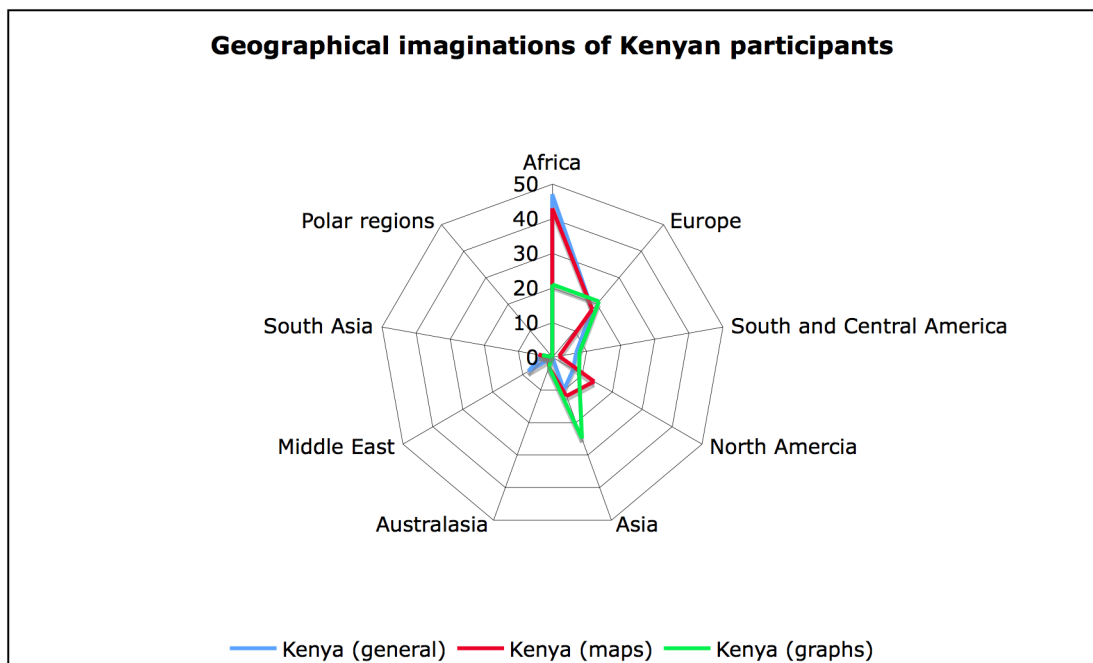 Geographical imaginations of Kenyan participants
Africa
50
40
30
20
10
0
Europe
South and Central America
North Amercia
Asia
Australasia
Middle East
South Asia
Polar regions
Kenya (general) Kenya (maps) Kenya (graphs)